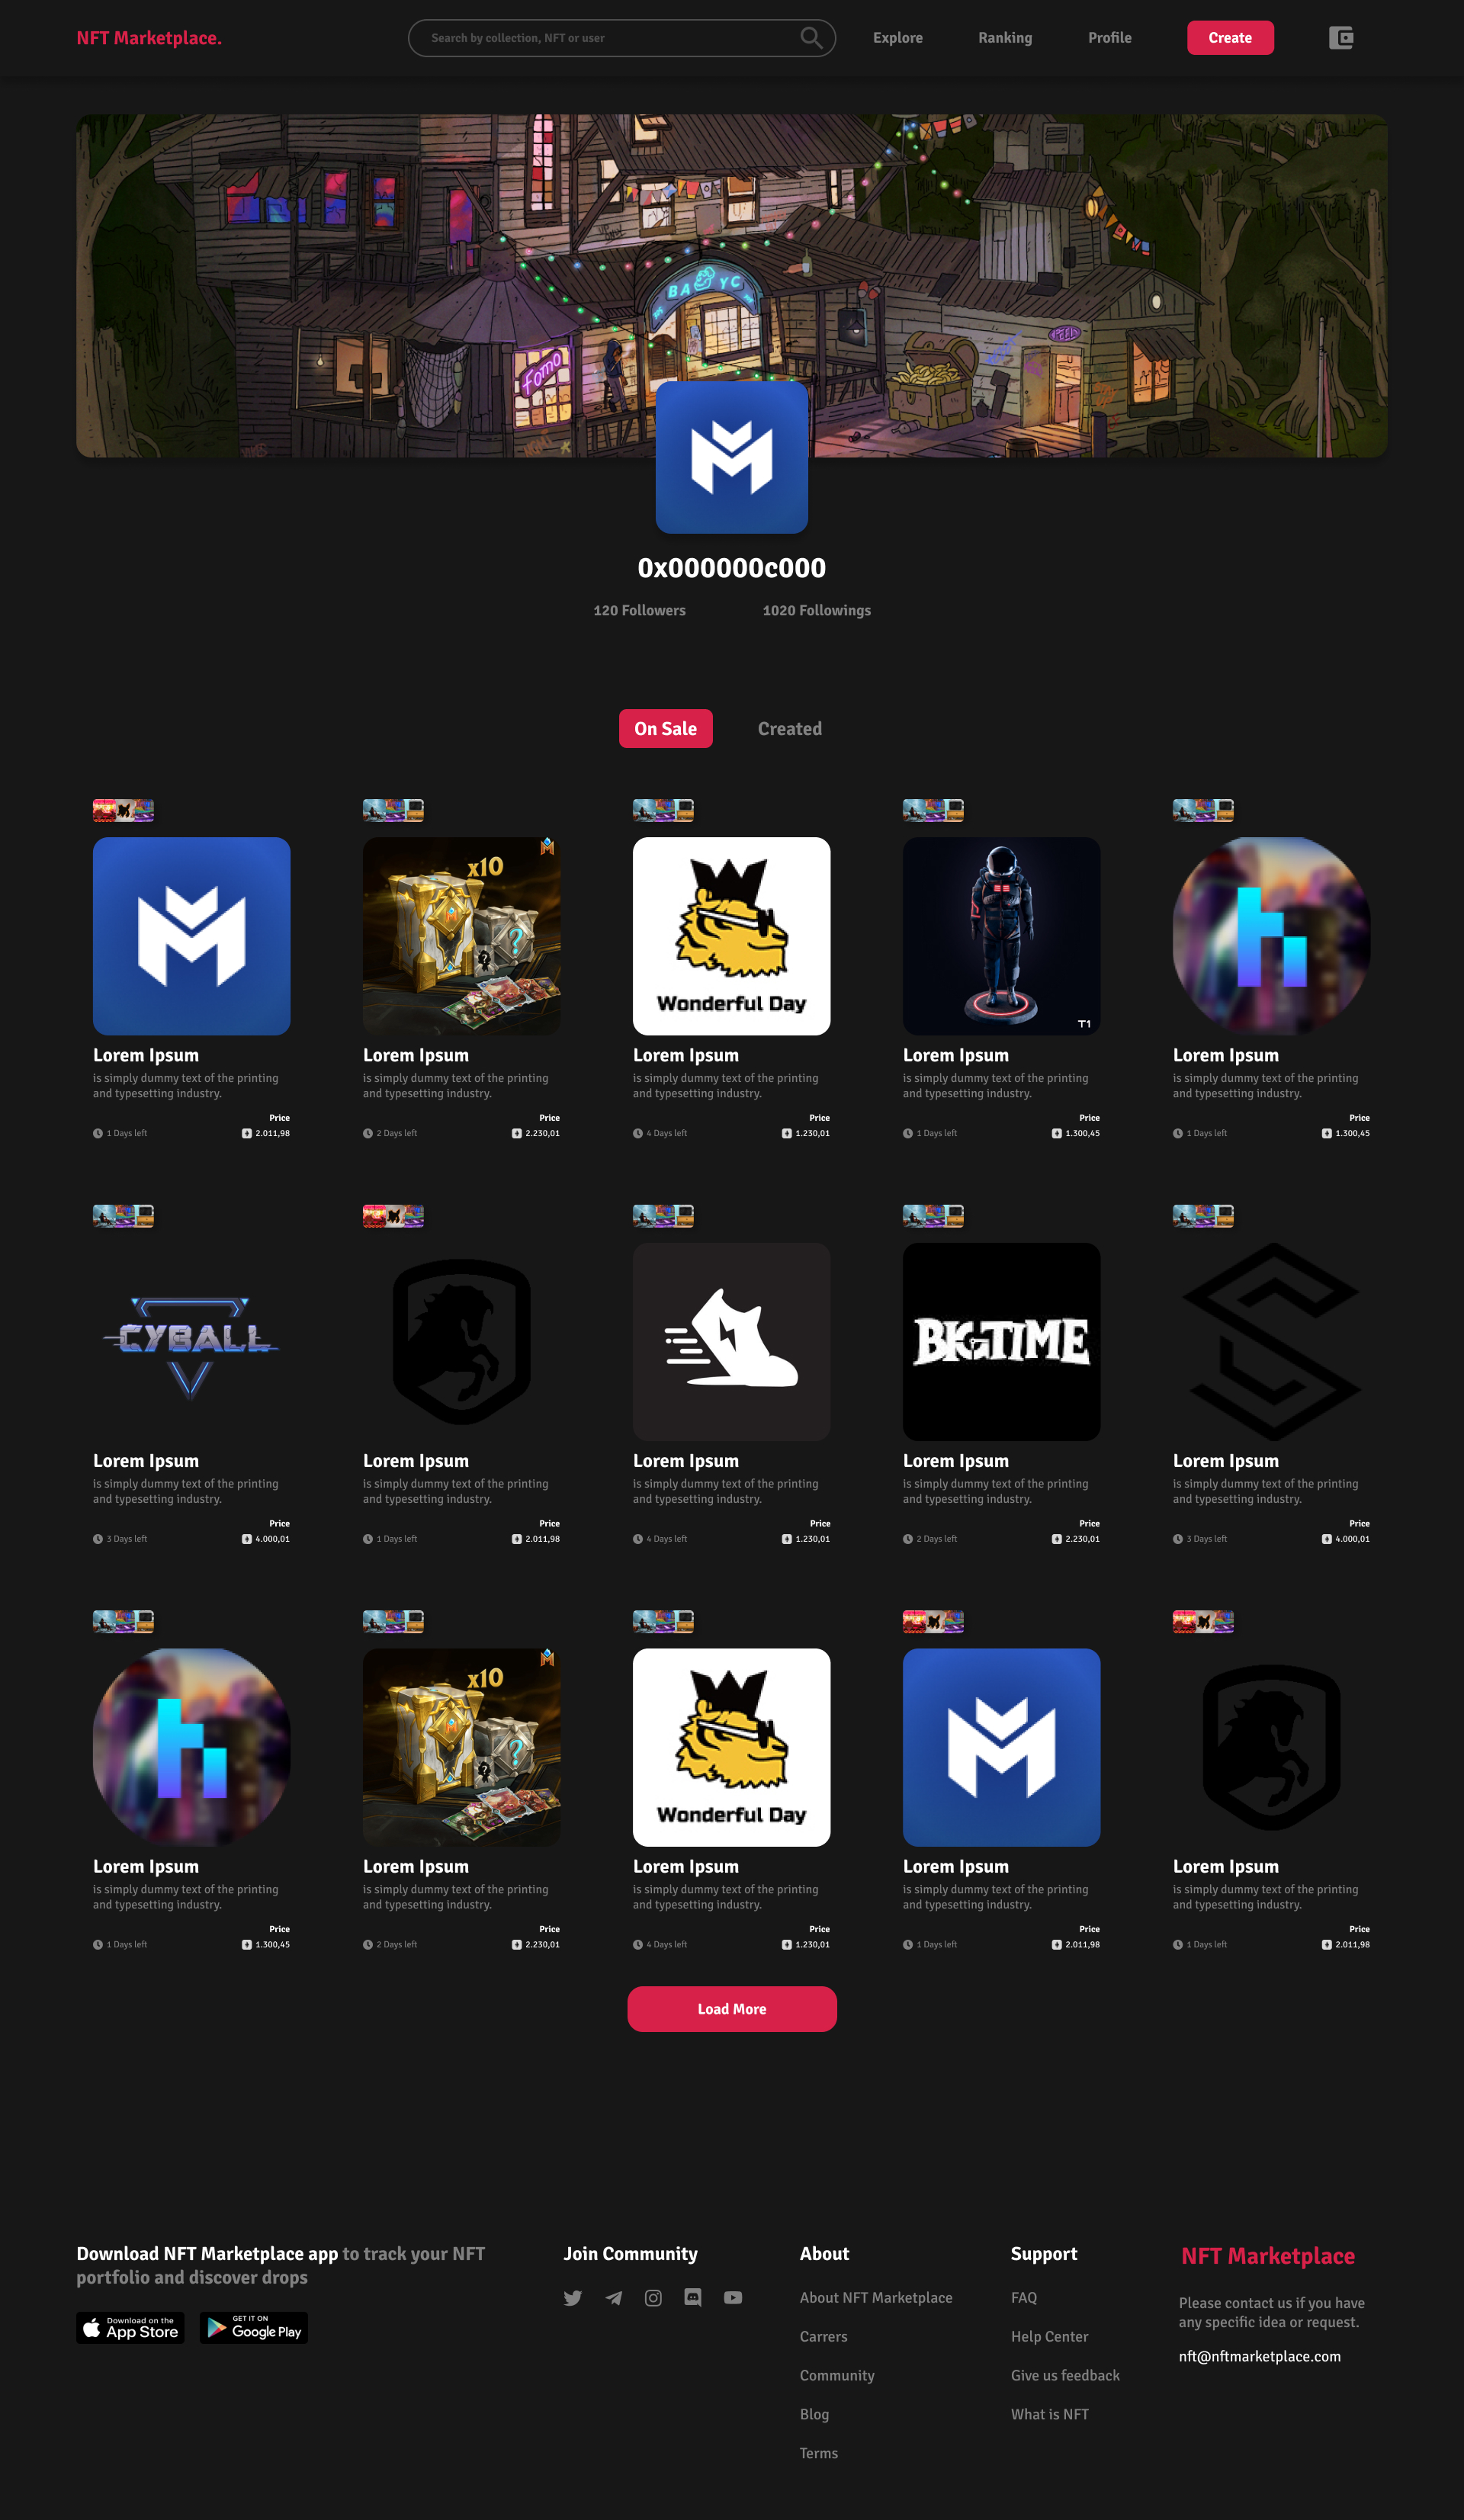 NFT Marketplace.
Search by collection, NFT or user
Explore
Ranking
Profile
Create
BAYC
Fomo
0x000000c000
120 Followers
1020 Followings
On Sale
Created
x10
?
?
Wonderful Day
T1
Lorem Ipsum
is simply dummy text of the printing
and typesetting industry.
Price
1 Days left
2.011,98
Lorem Ipsum
is simply dummy text of the printing
and typesetting industry.
Price
2 Days left
2.230,01
Lorem Ipsum
is simply dummy text of the printing
and typesetting industry.
Price
4 Days left
1.230,01
Lorem Ipsum
is simply dummy text of the printing
and typesetting industry.
Price
1 Days left
1.300,45
Lorem Ipsum
is simply dummy text of the printing
and typesetting industry.
Price
1 Days left
1.300,45
CYBALL
BIGTIME
Lorem Ipsum
is simply dummy text of the printing
and typesetting industry.
Price
3 Days left
4.000,01
Lorem Ipsum
is simply dummy text of the printing
and typesetting industry.
Price
1 Days left
2.011,98
Lorem Ipsum
is simply dummy text of the printing
and typesetting industry.
Price
4 Days left
1.230,01
Lorem Ipsum
is simply dummy text of the printing
and typesetting industry.
Price
2 Days left
2.230,01
Lorem Ipsum
is simply dummy text of the printing
and typesetting industry.
Price
3 Days left
4.000,01
x10
?
?
Wonderful Day
Lorem Ipsum
is simply dummy text of the printing
and typesetting industry.
Price
1 Days left
1.300,45
Lorem Ipsum
is simply dummy text of the printing
and typesetting industry.
Price
2 Days left
2.230,01
Lorem Ipsum
is simply dummy text of the printing
and typesetting industry.
Price
4 Days left
1.230,01
Lorem Ipsum
is simply dummy text of the printing
and typesetting industry.
Price
1 Days left
2.011,98
Lorem Ipsum
is simply dummy text of the printing
and typesetting industry.
Price
1 Days left
2.011,98
Load More
Download NFT Marketplace app to track your NFT
portfolio and discover drops
Download on the
App Store
GET IT ON
Google Play
Join Community
About
About NFT Marketplace
Carrers
Community
Blog
Terms
Support
FAQ
Help Center
Give us feedback
What is NFT
NFT Marketplace
Please contact us if you have
any specific idea or request.
nft@nftmarketplace.com